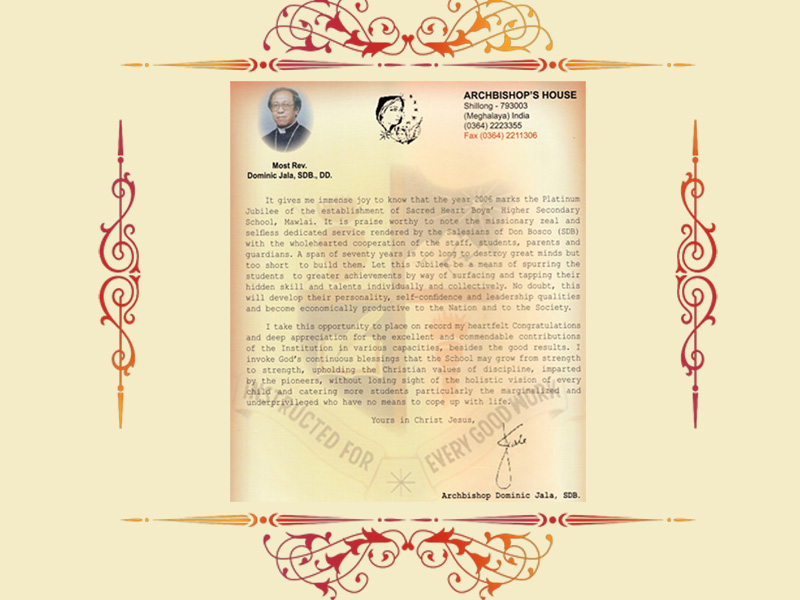 ARCHBISHOP'S HOUSE
Shillong - 793003
(Meghalaya) India
(0364) 2223355
Fax (0364) 2211306
Most Rev.
Dominic Jala, SDB., DD.
It gives me immense joy to know that the year 2006 marks the Platinum
Jubilee of the establishment of Sacred Heart Boys' Higher Secondary
School, Mawlai. It is praise worthy to note the missionary zeal and
selfless dedicated service rendered by the Salesians of Don Bosco (SDB)
with the wholehearted cooperation of the staff, students, parents and
guardians. A span of seventy years is too long to destroy great minds but
too short to build them. Let this Jubilee be a means of spurring the
students to greater achievements by way of surfacing and tapping their
hidden skill and talents individually and collectively. No doubt, this
will develop their personality, self-confidence and leadership qualities
and become economically productive to the Nation and to the Society.
I take this opportunity to place on record my heartfelt Congratulations
and deep appreciation for the excellent and commendable contributions
of the Institution in various capacities, besides the good results. I
invoke God's continuous blessings that the School may grow from strength
to strength, upholding the Christian values of discipline, imparted
by the pioneers, without losing sight of the holistic vision of every
child and catering more students particularly the marginalized and
underprivileged who have no means to cope up with life.
INSTRUCTED FOR EVERY GOOD WORK
Yours in Christ Jesus,
Jala
Archbishop Dominic Jala, SDB.